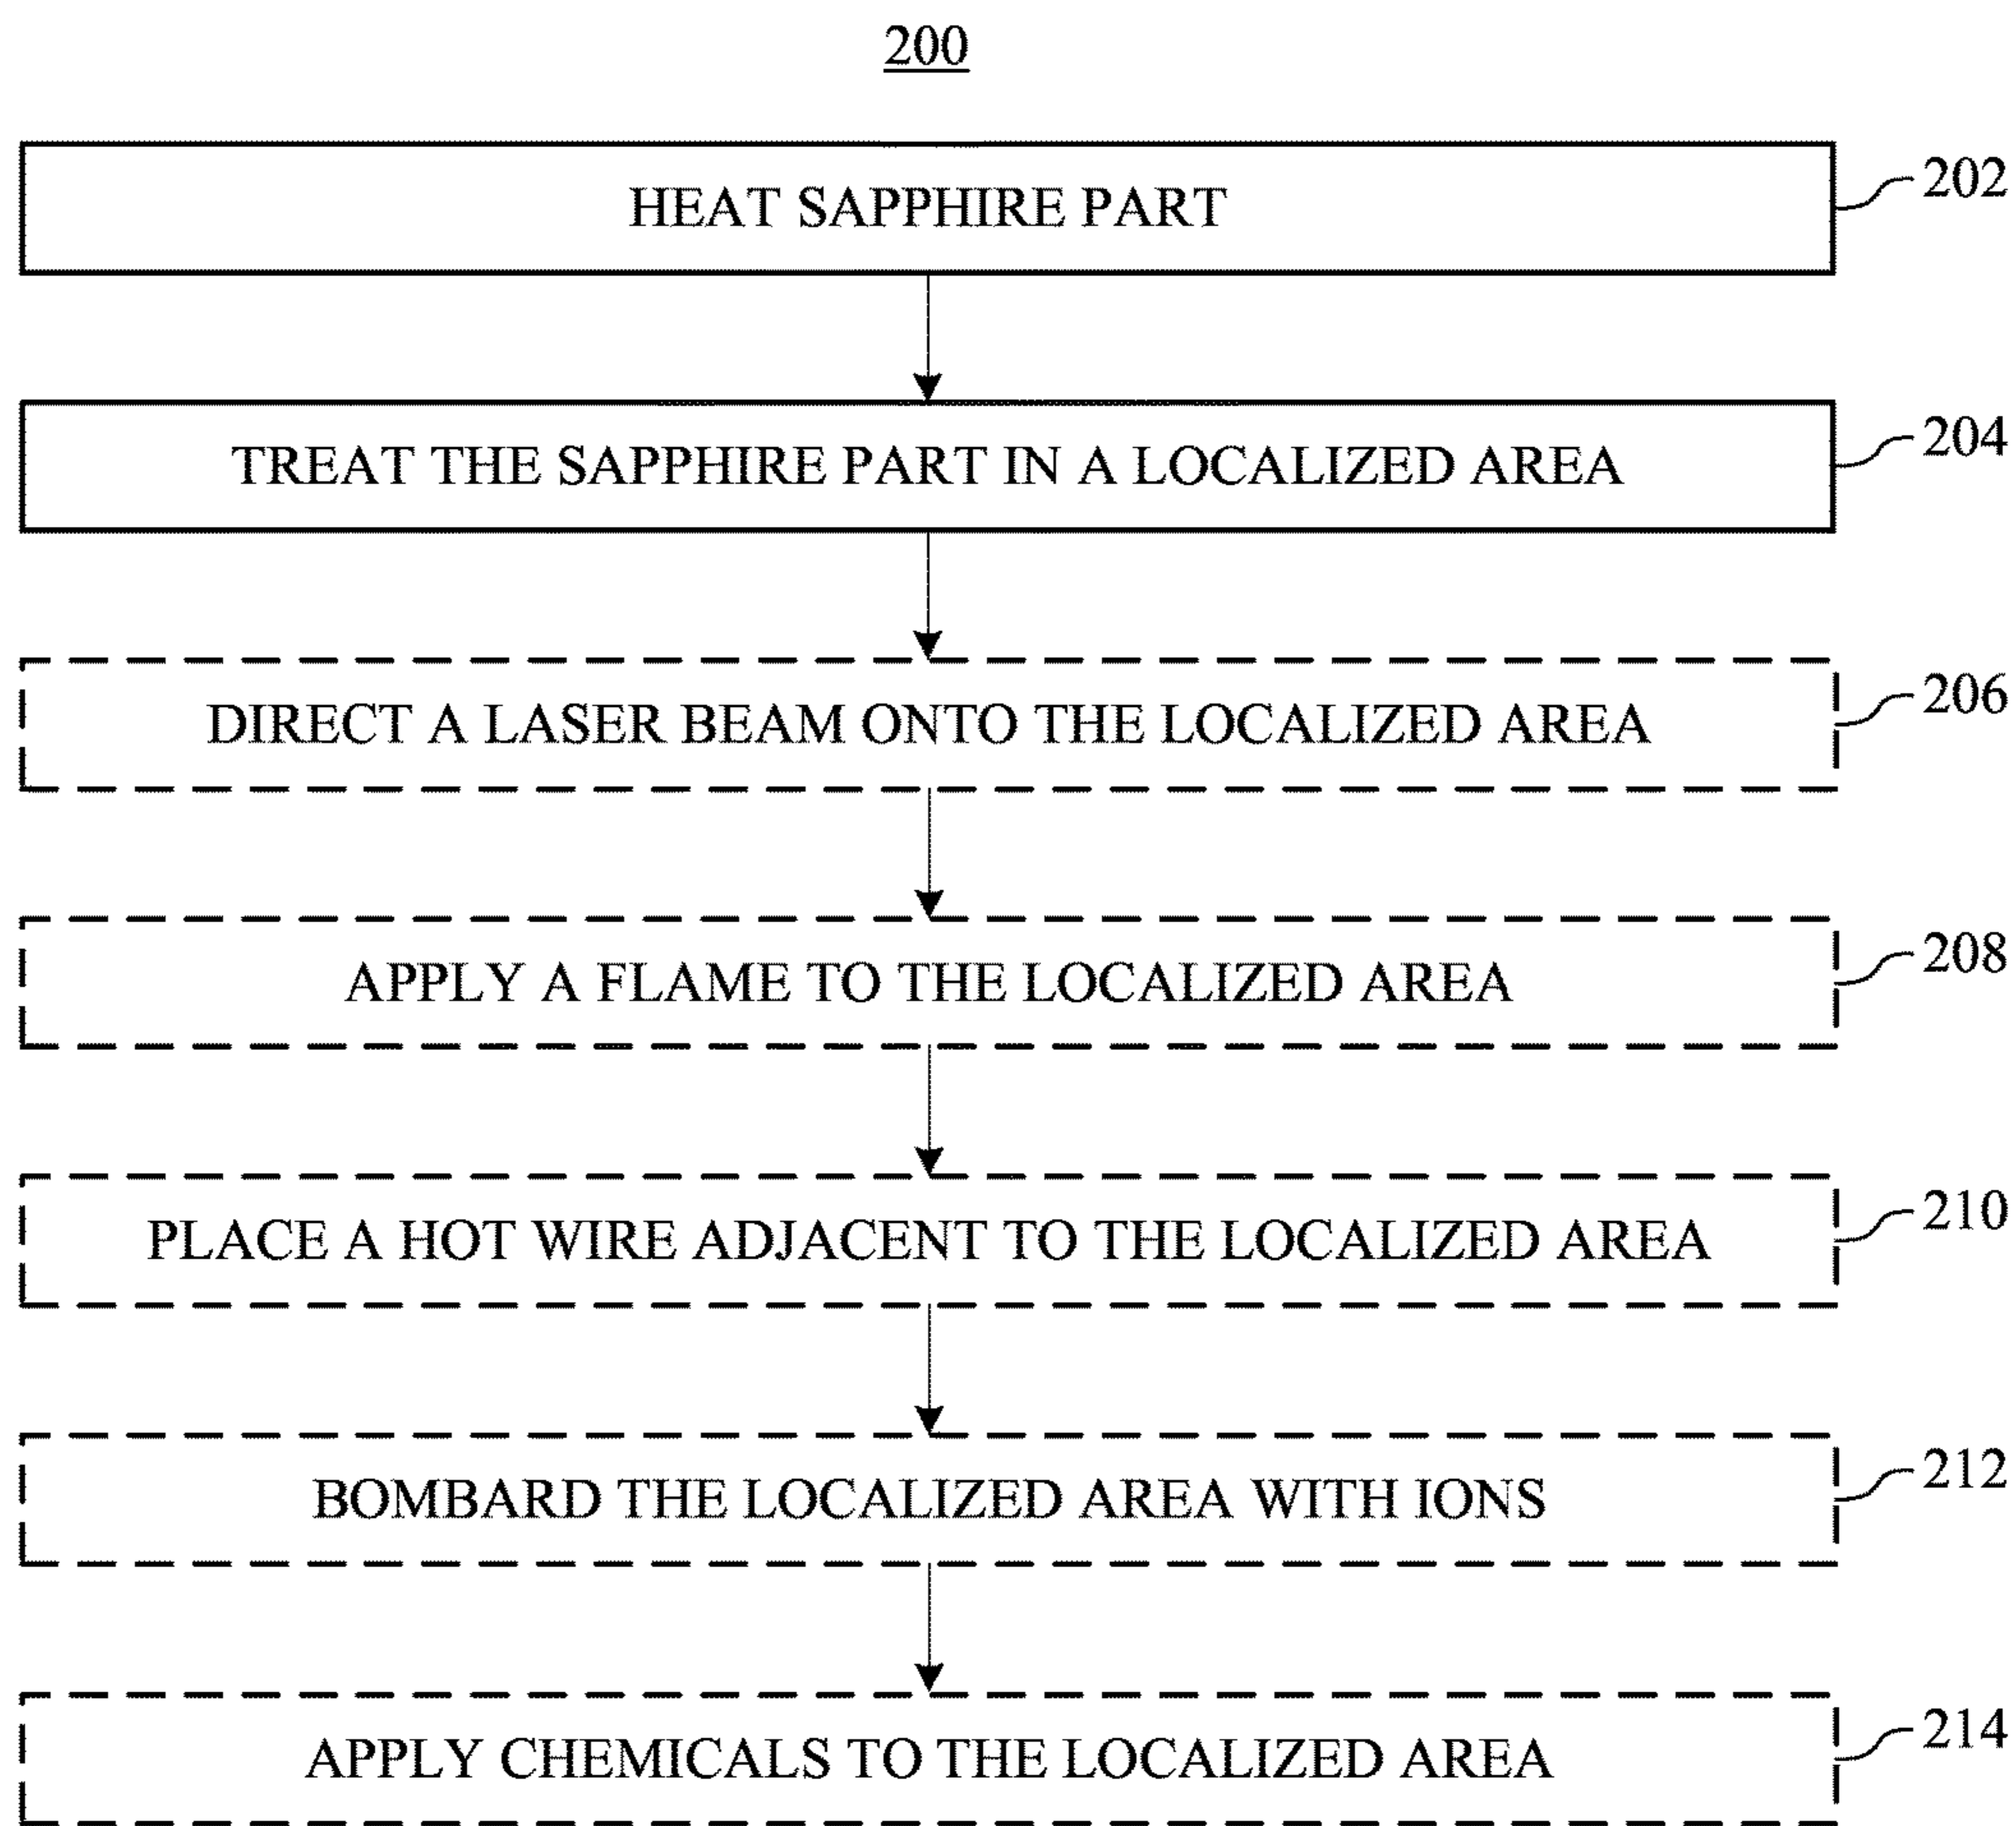 200
HEAT SAPPHIRE PART
202
TREAT THE SAPPHIRE PART IN A LOCALIZED AREA
204
DIRECT A LASER BEAM ONTO THE LOCALIZED AREA
206
APPLY A FLAME TO THE LOCALIZED AREA
208
PLACE A HOT WIRE ADJACENT TO THE LOCALIZED AREA
210
BOMBARD THE LOCALIZED AREA WITH IONS
212
APPLY CHEMICALS TO THE LOCALIZED AREA
214